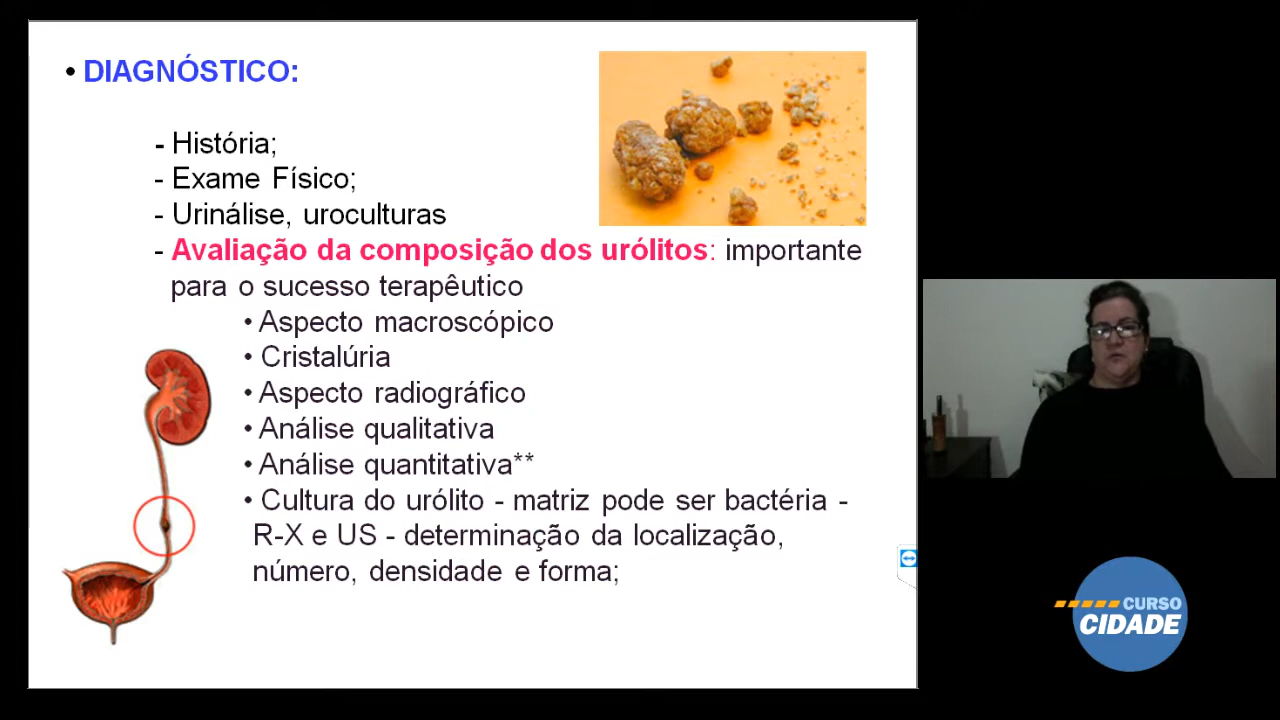 • DIAGNÓSTICO:
- História;
- Exame Físico;
- Urinálise, uroculturas
- Avaliação da composição dos urólitos: importante
para o sucesso terapêutico
• Aspecto macroscópico
• Cristalúria
• Aspecto radiográfico
• Análise qualitativa
• Análise quantitativa**
• Cultura do urólito - matriz pode ser bactéria -
R-X e US - determinação da localização,
número, densidade e forma;
CURSO
CIDADE